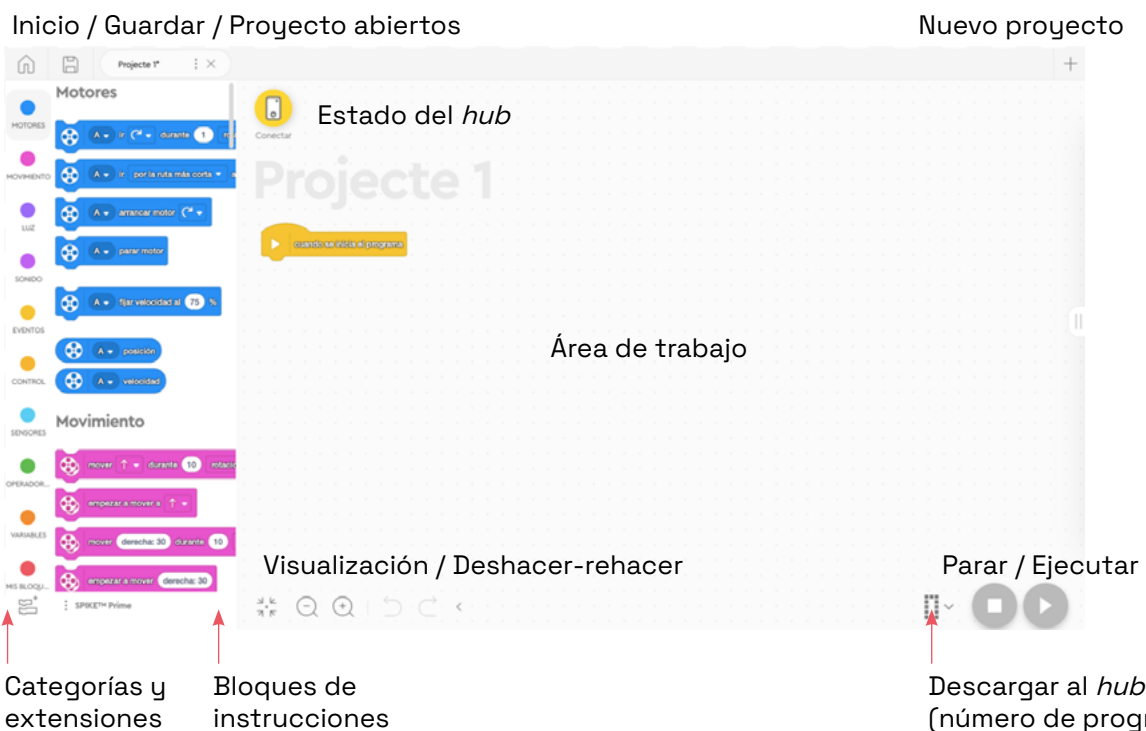 Inicio / Guardar / Proyecto abiertos
Nuevo proyecto
Projecte 1*
Motores
MOTORES
A ir durante 1
Conectar
Estado del hub
MOVIMIENTO
A ir por la ruta más corta
Projecte 1
LUZ
A arrancar motor
A parar motor
cuando se inicia el programa
SONIDO
A fijar velocidad al 75 %
EVENTOS
A posición
Área de trabajo
CONTROL
A velocidad
Movimiento
SENSORES
mover durante 10
OPERADOR...
empezar a mover a
VARIABLES
mover derecha: 30 durante 10
MIS BLOQU...
empezar a mover derecha: 30
Visualización / Deshacer-rehacer
Parar / Ejecutar
SPIKE™ Prime
Categorías y
extensiones
Bloques de
instrucciones
Descargar al hub
(número de progr